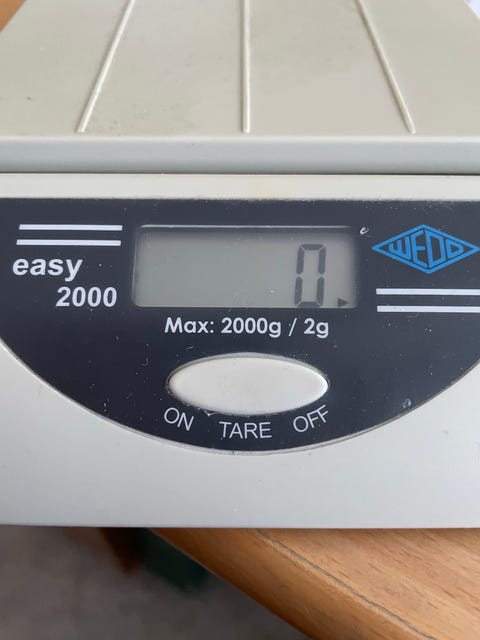 easy
2000
0.
WEDO
Max: 2000g / 2g
ON TARE OFF